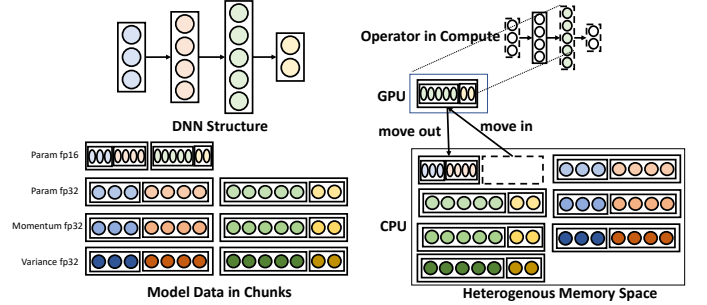 DNN Structure
Param fp16
Param fp32
Momentum fp32
Variance fp32
Model Data in Chunks
Operator in Compute
GPU
move out
move in
CPU
Heterogenous Memory Space